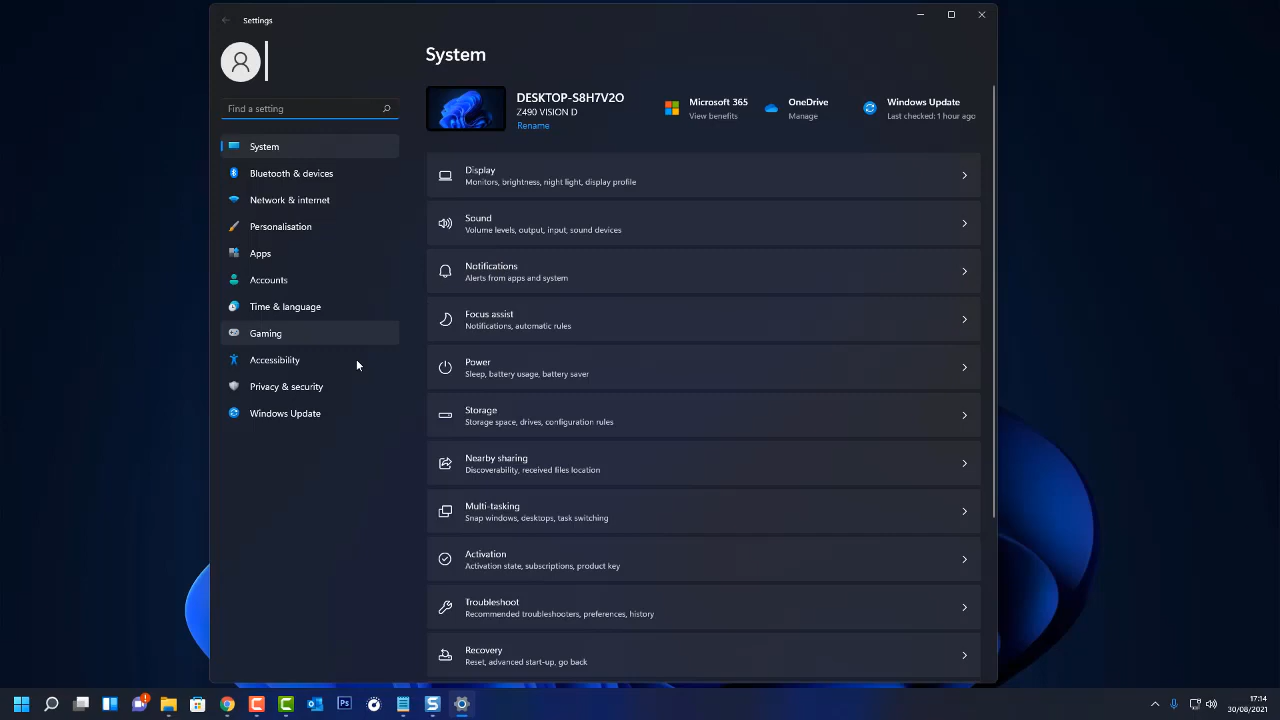 Settings
Find a setting
System
Bluetooth & devices
Network & internet
Personalisation
Apps
Accounts
Time & language
Gaming
Accessibility
Privacy & security
Windows Update
System
DESKTOP-S8H7V2O
Z490 VISION D
Rename
Microsoft 365
View benefits
OneDrive
Manage
Windows Update
Last checked: 1 hour ago
Display
Monitors, brightness, night light, display profile
Sound
Volume levels, output, input, sound devices
Notifications
Alerts from apps and system
Focus assist
Notifications, automatic rules
Power
Sleep, battery usage, battery saver
Storage
Storage space, drives, configuration rules
Nearby sharing
Discoverability, received files location
Multi-tasking
Snap windows, desktops, task switching
Activation
Activation state, subscriptions, product key
Troubleshoot
Recommended troubleshooters, preferences, history
Recovery
Reset, advanced start-up, go back
Ps
S
17:14
30/08/2021